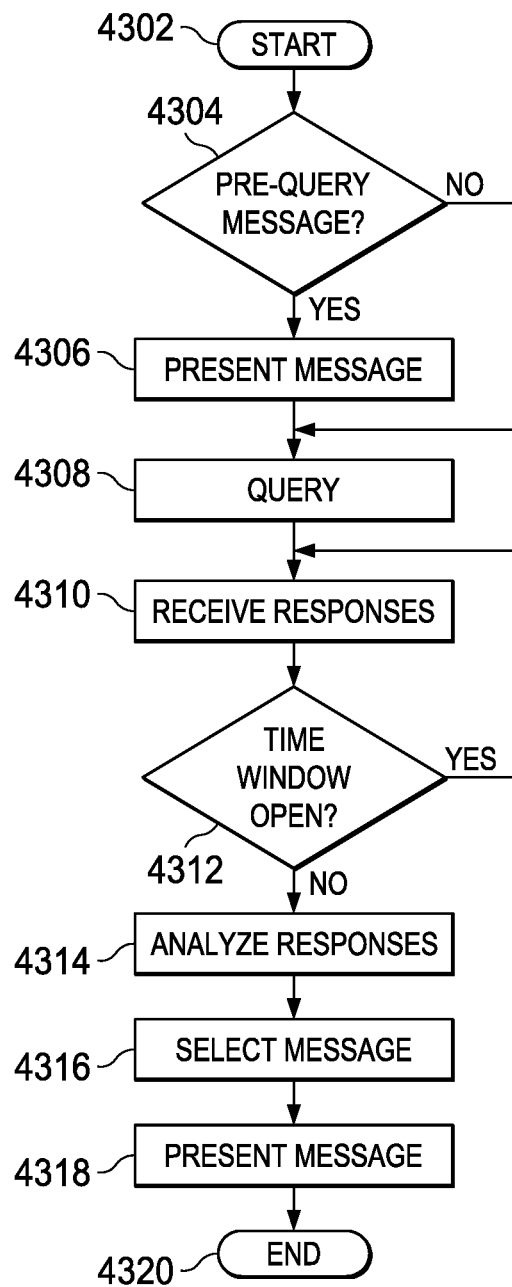 4302
START
4304
PRE-QUERY
MESSAGE?
NO
YES
4306
PRESENT MESSAGE
4308
QUERY
4310
RECEIVE RESPONSES
TIME
WINDOW
OPEN?
YES
4312
NO
4314
ANALYZE RESPONSES
4316
SELECT MESSAGE
4318
PRESENT MESSAGE
4320
END